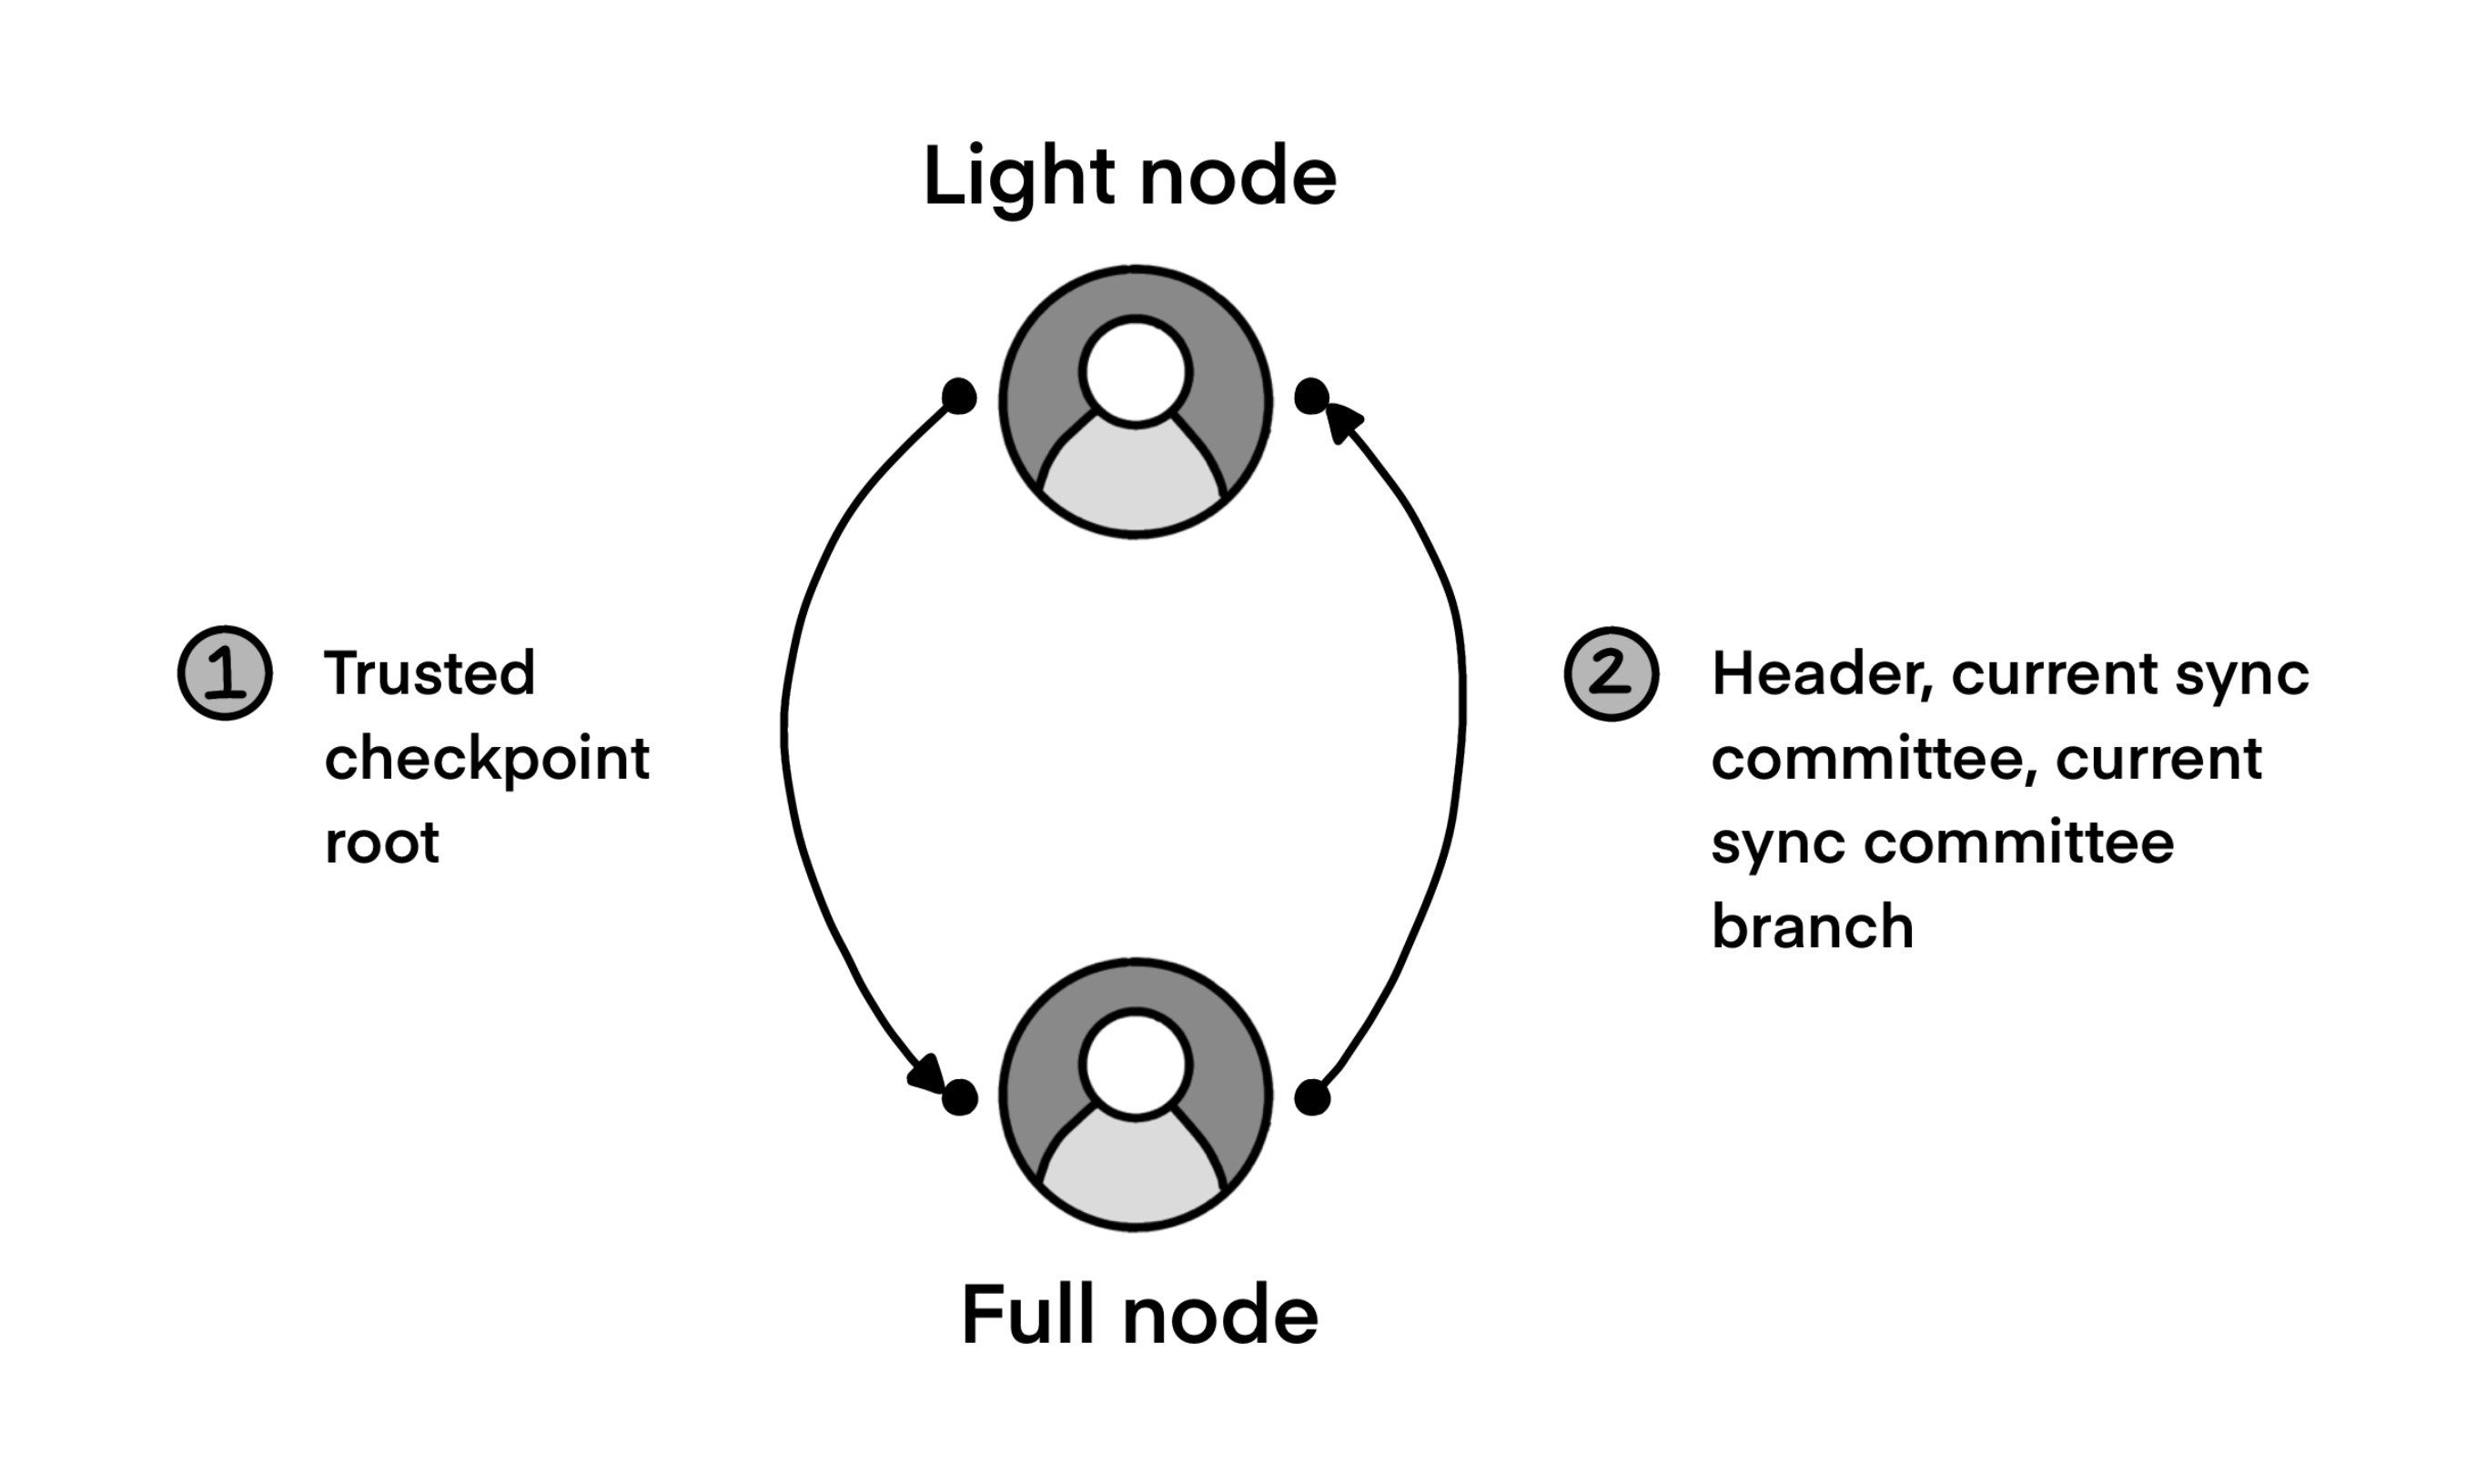 Light node
1
Trusted
checkpoint
root
2
Header, current sync
committee, current
sync committee
branch
Full node